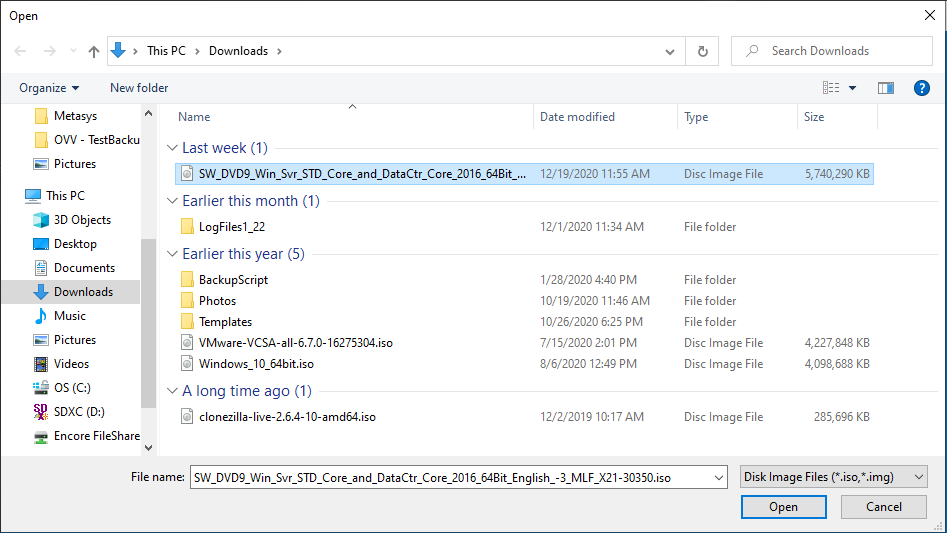 Open
This PC Downloads
Search Downloads
Organize New folder
Metasys
OVV - TestBacku
Pictures
This PC
3D Objects
Desktop
Documents
Downloads
Music
Pictures
Videos
OS (C:)
SDXC (D:)
Encore FileShare
Name Date modified Type Size
Last week (1)
SW_DVD9_Win_Svr_STD_Core_and_DataCtr_Core_2016_64Bit_... 12/19/2020 11:55 AM Disc Image File 5,740,290 KB
Earlier this month (1)
LogFiles1_22 12/1/2020 11:34 AM File folder
Earlier this year (5)
BackupScript 1/28/2020 4:40 PM File folder
Photos 10/19/2020 11:46 AM File folder
Templates 10/26/2020 6:25 PM File folder
VMware-VCSA-all-6.7.0-16275304.iso 7/15/2020 2:01 PM Disc Image File 4,227,848 KB
Windows_10_64bit.iso 8/6/2020 12:49 PM Disc Image File 4,098,688 KB
A long time ago (1)
clonezilla-live-2.6.4-10-amd64.iso 12/2/2019 10:17 AM Disc Image File 285,696 KB
File name: SW_DVD9_Win_Svr_STD_Core_and_DataCtr_Core_2016_64Bit_English_-3_MLF_X21-30350.iso Disk Image Files (*.iso,*.img)
Open Cancel